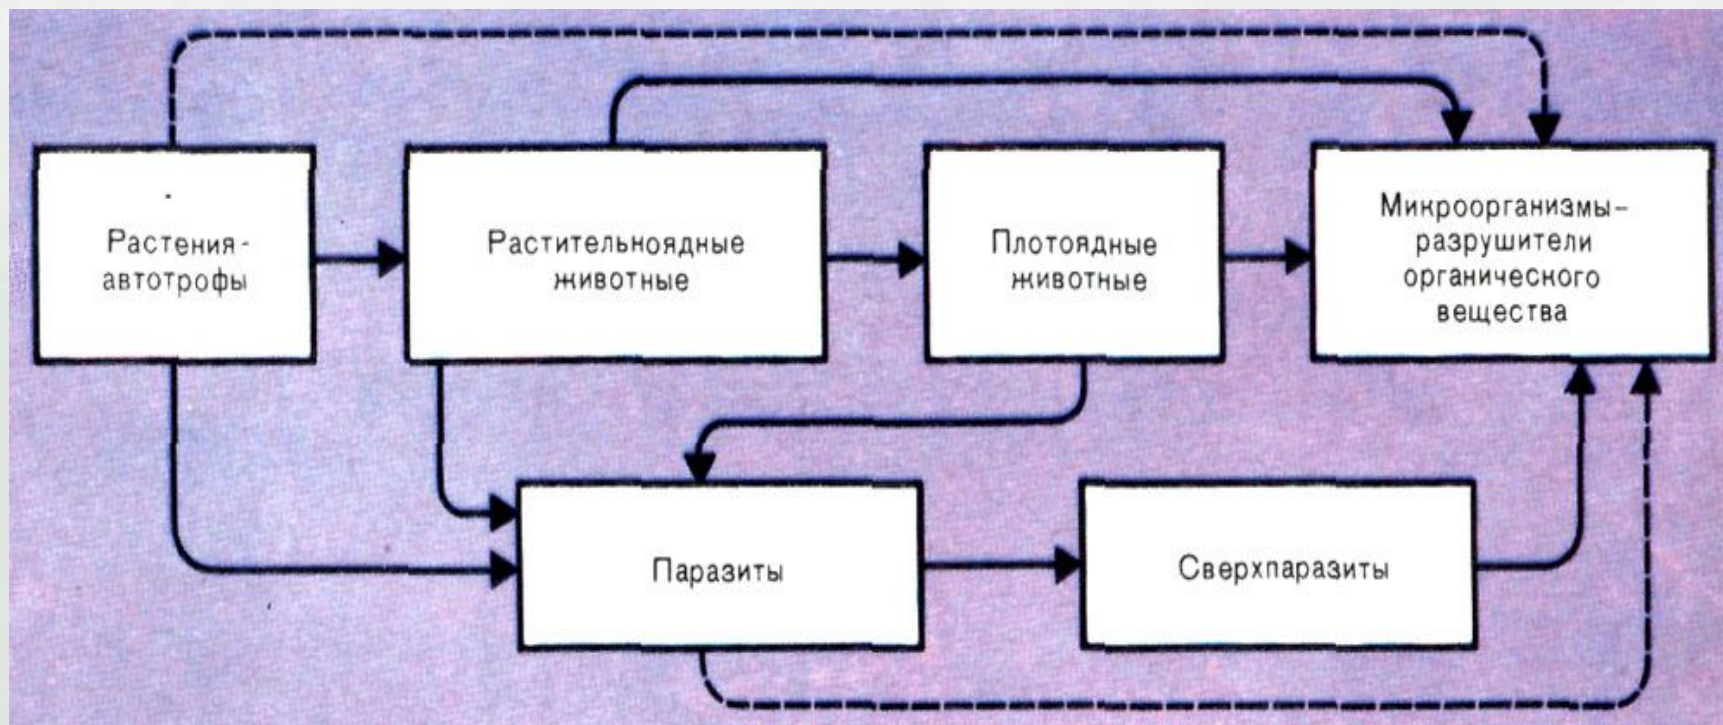 Растения-
автотрофы
Растительноядные
животные
Плотоядные
животные
Микроорганизмы-
разрушители
органического
вещества
Паразиты
Сверхпаразиты